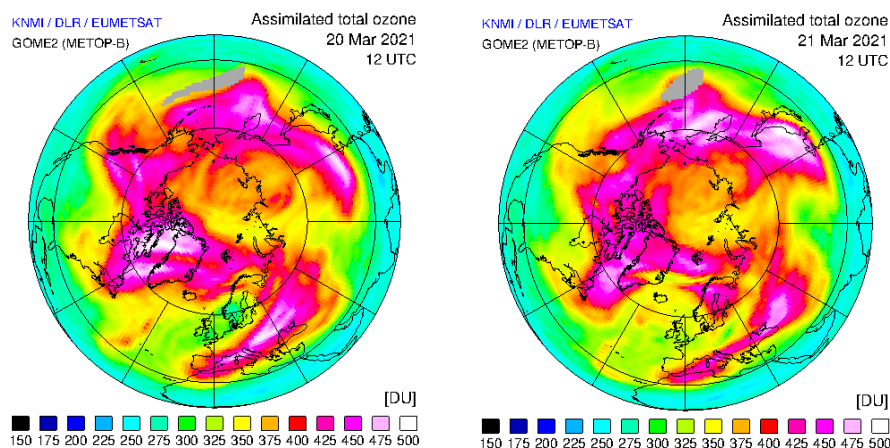 KNMI / DLR / EUMETSAT
GOME2 (METOP-B)
Assimilated total ozone
20 Mar 2021
12 UTC
[DU]
150 175 200 225 250 275 300 325 350 375 400 425 450 475 500
KNMI / DLR / EUMETSAT
GOME2 (METOP-B)
Assimilated total ozone
21 Mar 2021
12 UTC
[DU]
150 175 200 225 250 275 300 325 350 375 400 425 450 475 500